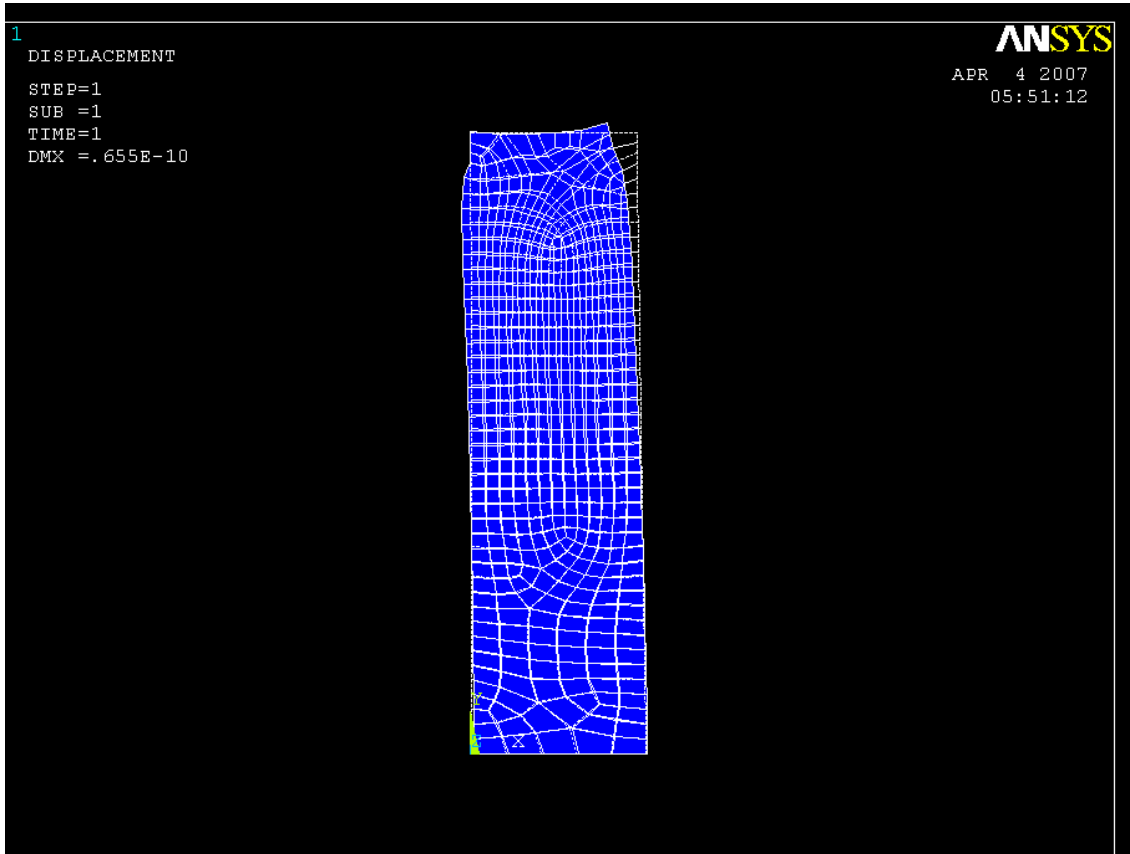 1
DISPLACEMENT
STEP=1
SUB =1
TIME=1
DMX =.655E-10
ANSYS
APR 4 2007
05:51:12
Y
Z X